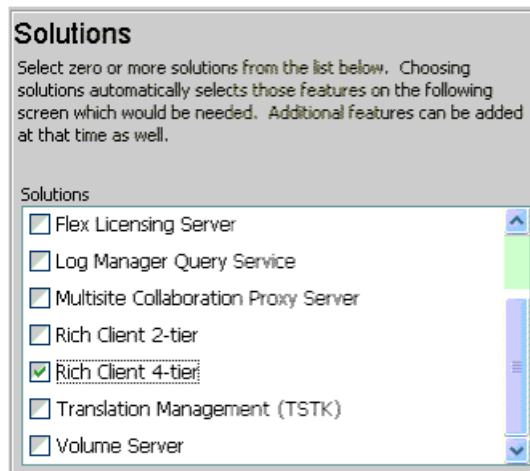 Solutions
Select zero or more solutions from the list below. Choosing
solutions automatically selects those features on the following
screen which would be needed. Additional features can be added
at that time as well.
Solutions
Flex Licensing Server
Log Manager Query Service
Multisite Collaboration Proxy Server
Rich Client 2-tier
Rich Client 4-tier
Translation Management (TSTK)
Volume Server